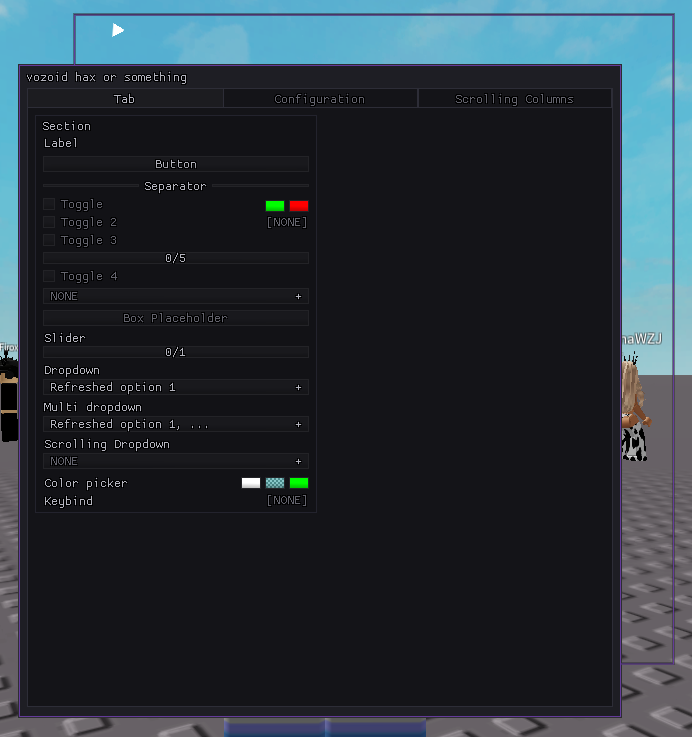 vozoid hax or something
Tab Configuration Scrolling Columns
Section
Label
Button
Separator
Toggle
Toggle 2 [NONE]
Toggle 3
0/5
Toggle 4
NONE +
Box Placeholder
Slider
0/1
Dropdown
Refreshed option 1 +
Multi dropdown
Refreshed option 1, ... +
Scrolling Dropdown
NONE +
Color picker
Keybind [NONE]
naWZJ